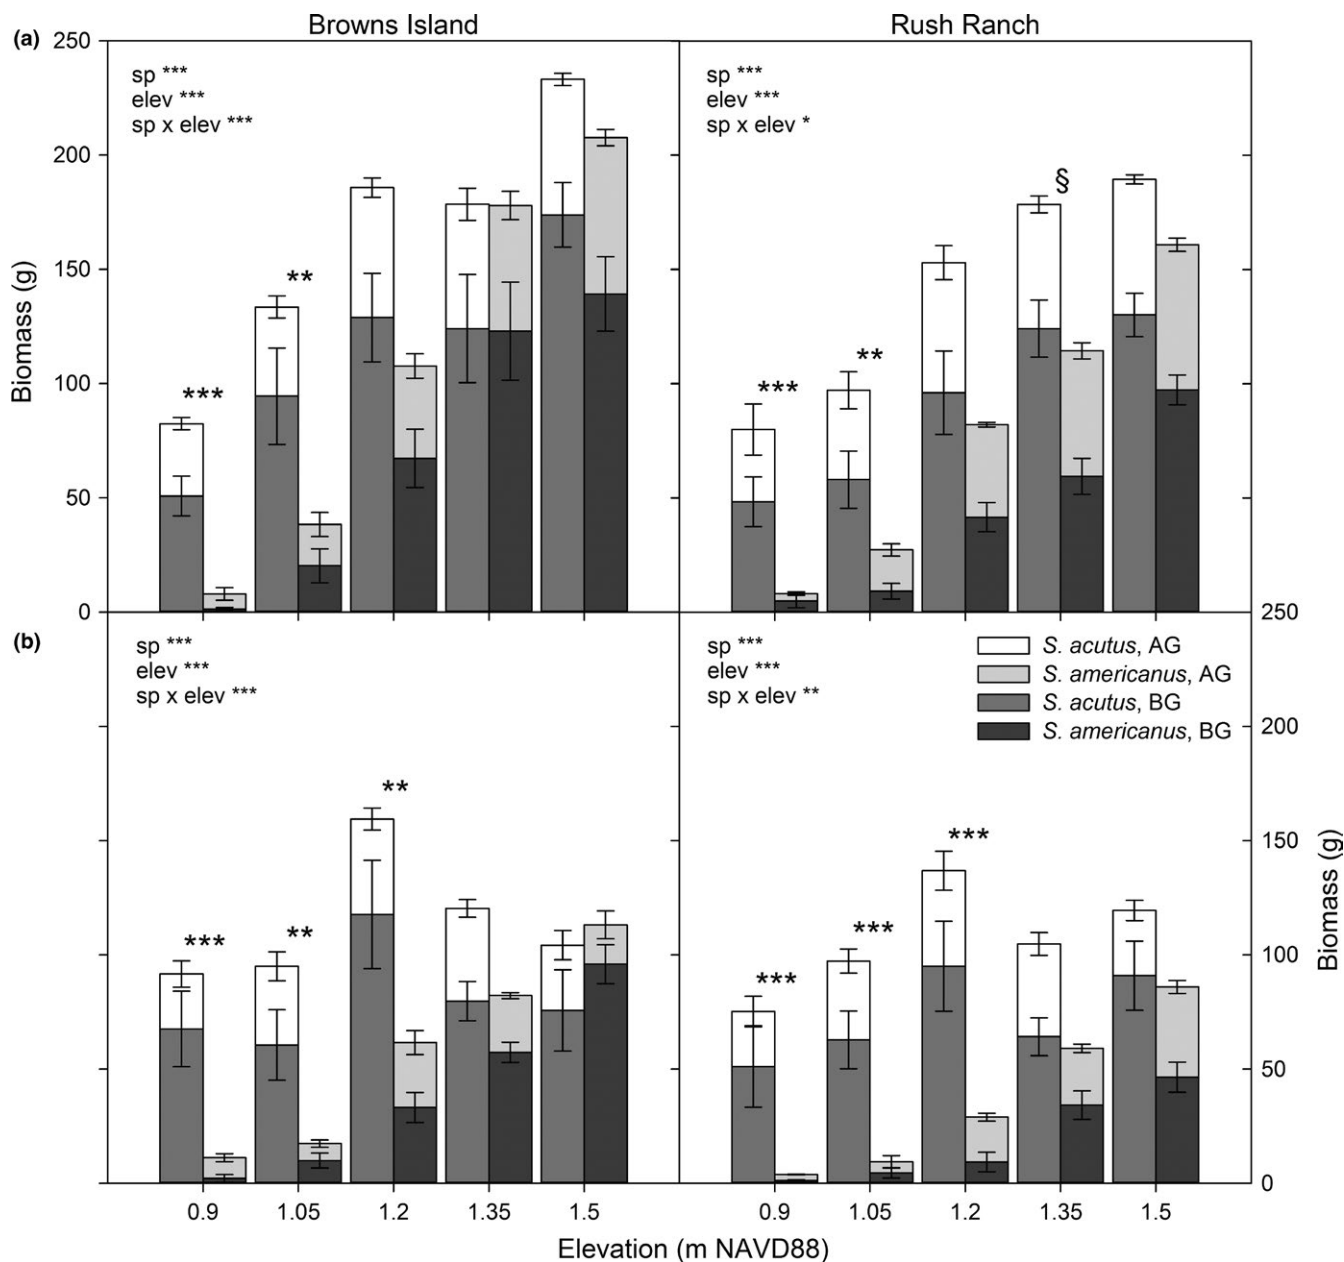 Browns Island
Rush Ranch
(a)
250
200
150
100
50
0
Biomass (g)
sp ***
elev ***
sp x elev ***
***
**
sp ***
elev ***
sp x elev *
***
**
§
(b)
sp ***
elev ***
sp x elev ***
***
**
**
sp ***
elev ***
sp x elev **
***
***
***
S. acutus, AG
S. americanus, AG
S. acutus, BG
S. americanus, BG
250
200
150
100
50
0
Biomass (g)
0.9 1.05 1.2 1.35 1.5
0.9 1.05 1.2 1.35 1.5
Elevation (m NAVD88)